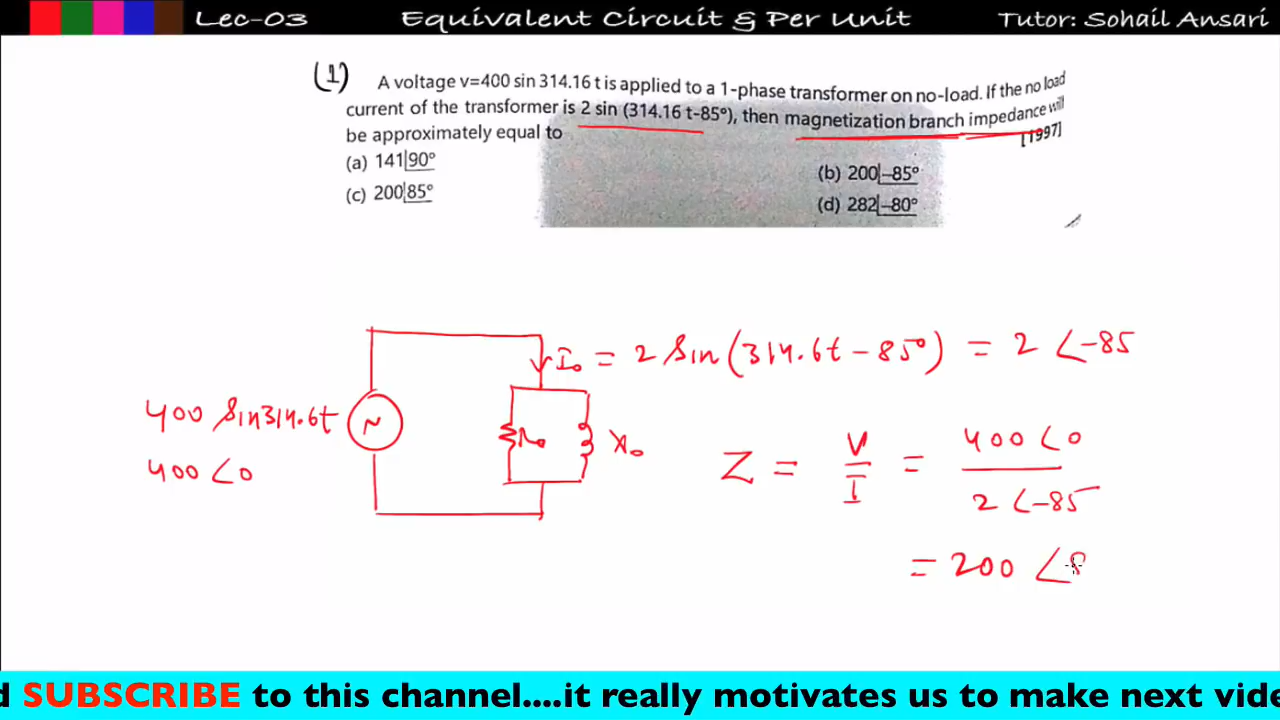 Lec-03 Equivalent Circuit & Per Unit Tutor: Sohail Ansari
(1) A voltage v=400 sin 314.16 t is applied to a 1-phase transformer on no-load. If the no load
current of the transformer is 2 sin (314.16 t-85°), then magnetization branch impedance will
be approximately equal to [1997]
(a) 141|90° (b) 200|-85°
(c) 200|85° (d) 282|-80°
I₀ = 2 Sin(314.6t - 85°) = 2 ∠-85
400 Sin314.6t ~ X₀
400 ∠0
Z = V/I = 400 ∠0 / 2 ∠-85
= 200 ∠8
SUBSCRIBE to this channel....it really motivates us to make next